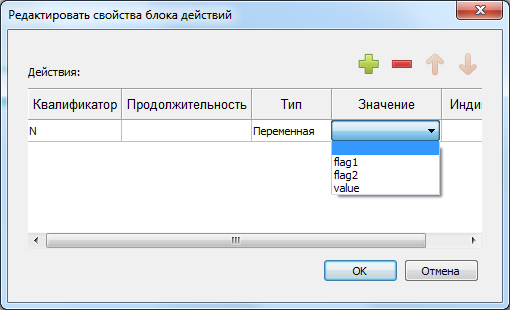 Редактировать свойства блока действий
Действия:
Квалификатор Продолжительность Тип Значение Инди
N Переменная
flag1
flag2
value
OK Отмена